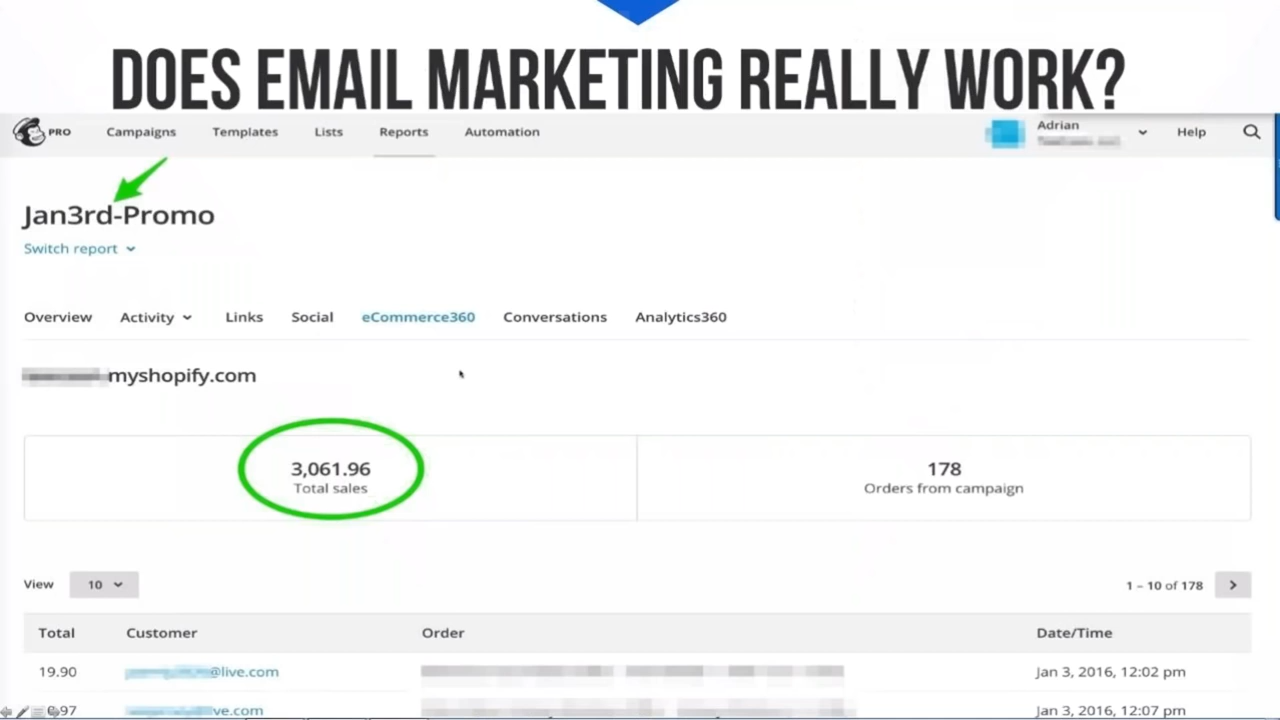 DOES EMAIL MARKETING REALLY WORK?
PRO Campaigns Templates Lists Reports Automation Adrian Help
Jan3rd-Promo
Switch report
Overview Activity Links Social eCommerce360 Conversations Analytics360
myshopify.com
3,061.96 178
Total sales Orders from campaign
View 10 1 – 10 of 178
Total Customer Order Date/Time
19.90 @live.com Jan 3, 2016, 12:02 pm
Jan 3, 2016, 12:07 pm